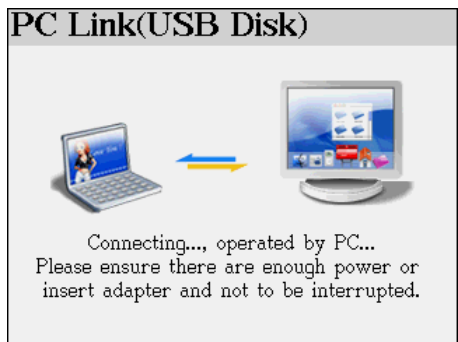 PC Link(USB Disk)
Connecting..., operated by PC...
Please ensure there are enough power or
insert adapter and not to be interrupted.